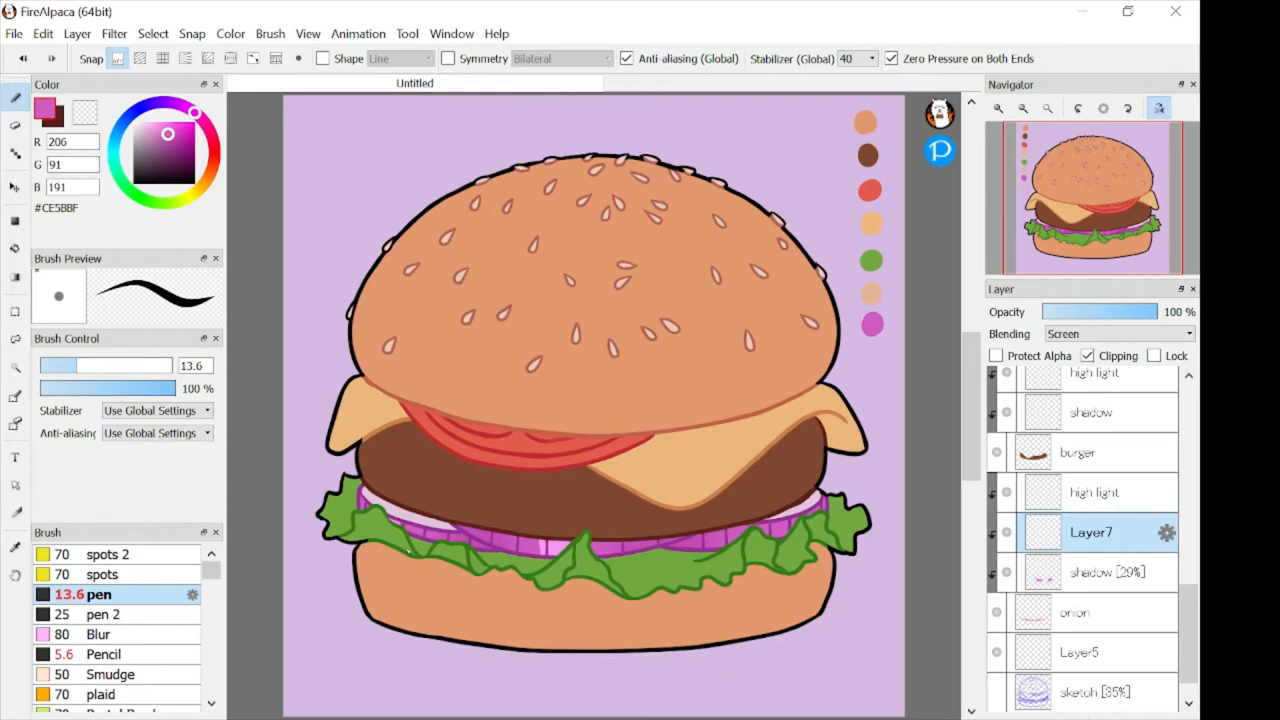 FireAlpaca (64bit)
File Edit Layer Filter Select Snap Color Brush View Animation Tool Window Help
Snap Shape Line Symmetry Bilateral Anti-aliasing (Global) Stabilizer (Global) 40 Zero Pressure on Both Ends
Color
Untitled
Navigator
R 206
G 91
B 191
#CE5BBF
Brush Preview
Brush Control
13.6
100 %
Stabilizer Use Global Settings
Anti-aliasing Use Global Settings
Brush
70 spots 2
70 spots
13.6 pen
25 pen 2
80 Blur
5.6 Pencil
50 Smudge
70 plaid
P
Layer
Opacity 100 %
Blending Screen
Protect Alpha Clipping Lock
high light
shadow
burger
high light
Layer7
shadow [29%]
onion
Layer5
sketch [35%]